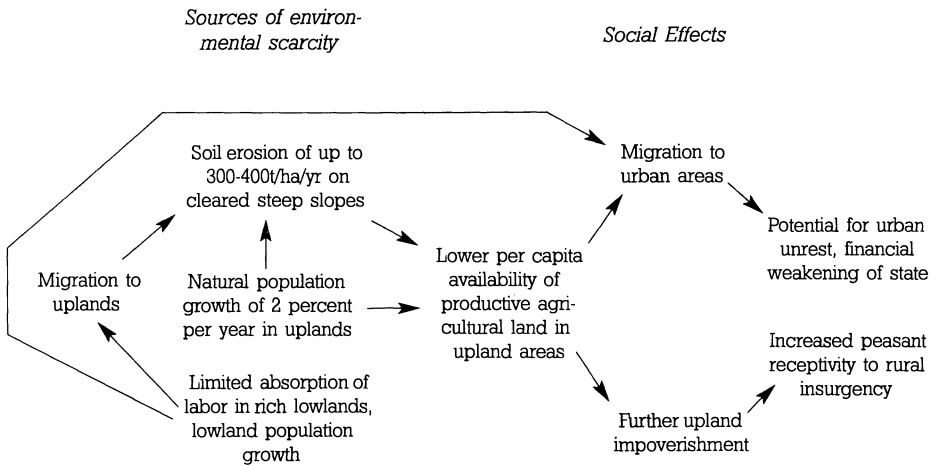 Sources of environ-
mental scarcity
Social Effects
Soil erosion of up to
300-400t/ha/yr on
cleared steep slopes
Migration to
urban areas
Potential for urban
unrest, financial
weakening of state
Migration to
uplands
Natural population
growth of 2 percent
per year in uplands
Lower per capita
availability of
productive agri-
cultural land in
upland areas
Increased peasant
receptivity to rural
insurgency
Limited absorption of
labor in rich lowlands,
lowland population
growth
Further upland
impoverishment